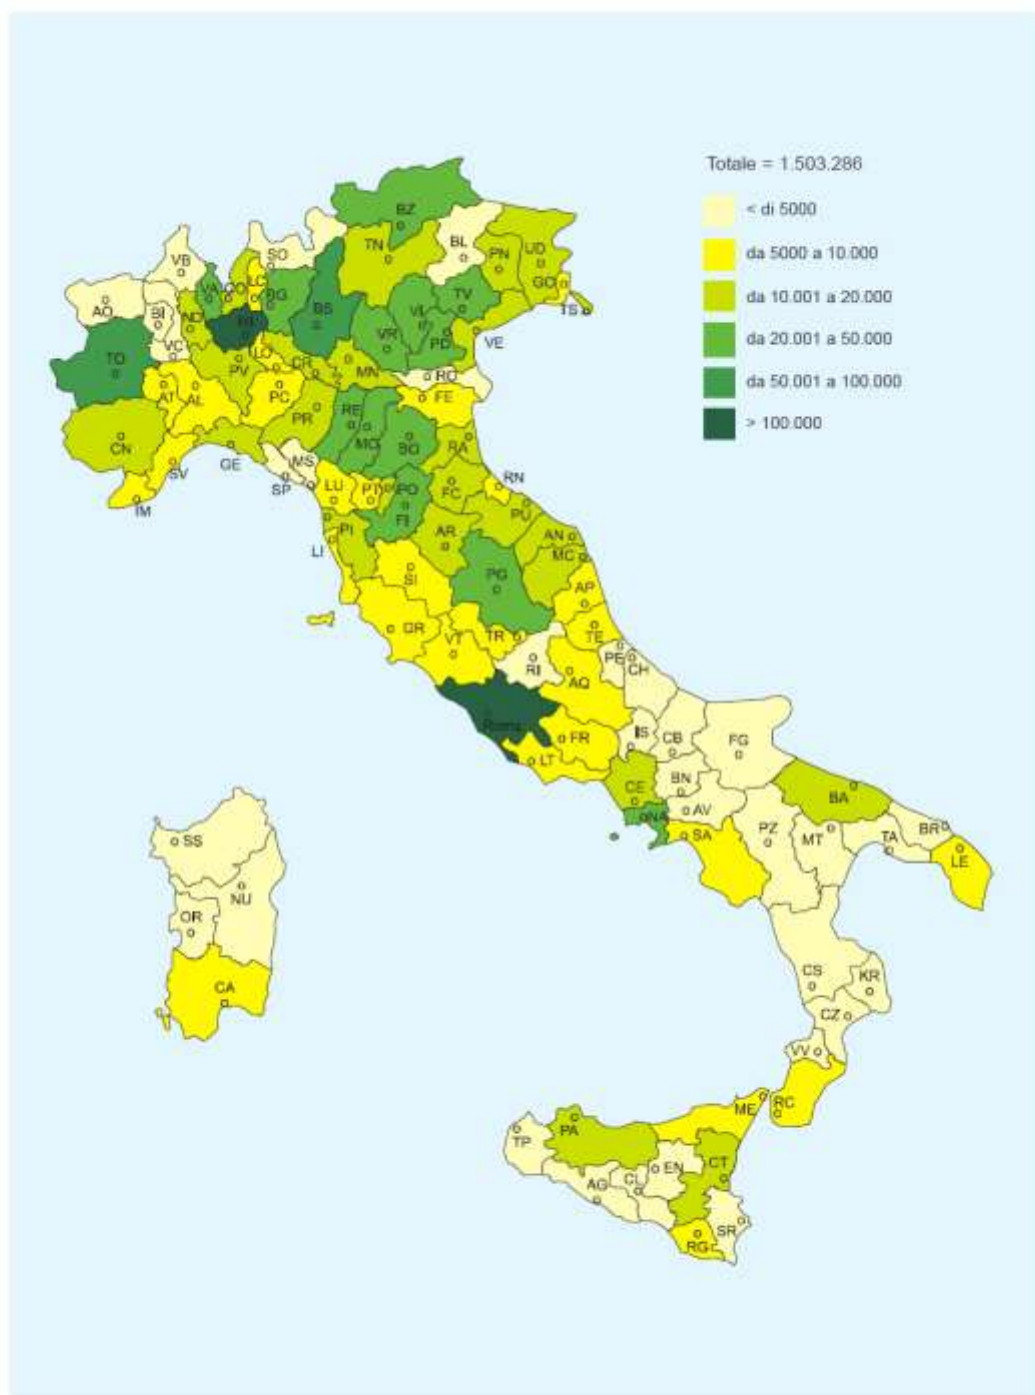 Totale = 1.503.286
< di 5000
da 5000 a 10.000
da 10.001 a 20.000
da 20.001 a 50.000
da 50.001 a 100.000
> 100.000
BZ
TN
BL
PN
UD
GO
TS
SO
VB
VA
CO
LC
BG
BS
VI
TV
AO
BI
NO
MI
VR
PD
VE
VC
TO
PV
LO
CR
MN
RO
AT
AL
PC
FE
PR
RE
MO
BO
RA
CN
GE
SV
MS
SP
IM
LU
PT
PO
FC
RN
FI
PU
PI
AR
AN
LI
MC
SI
PG
AP
GR
VT
TR
TE
RI
PE
CH
AQ
Roma
FR
IS
CB
FG
LT
BN
CE
NA
AV
BA
SA
PZ
MT
TA
BR
LE
SS
NU
OR
CA
CS
KR
CZ
VV
ME
RC
PA
TP
EN
CT
AG
CL
SR
RG